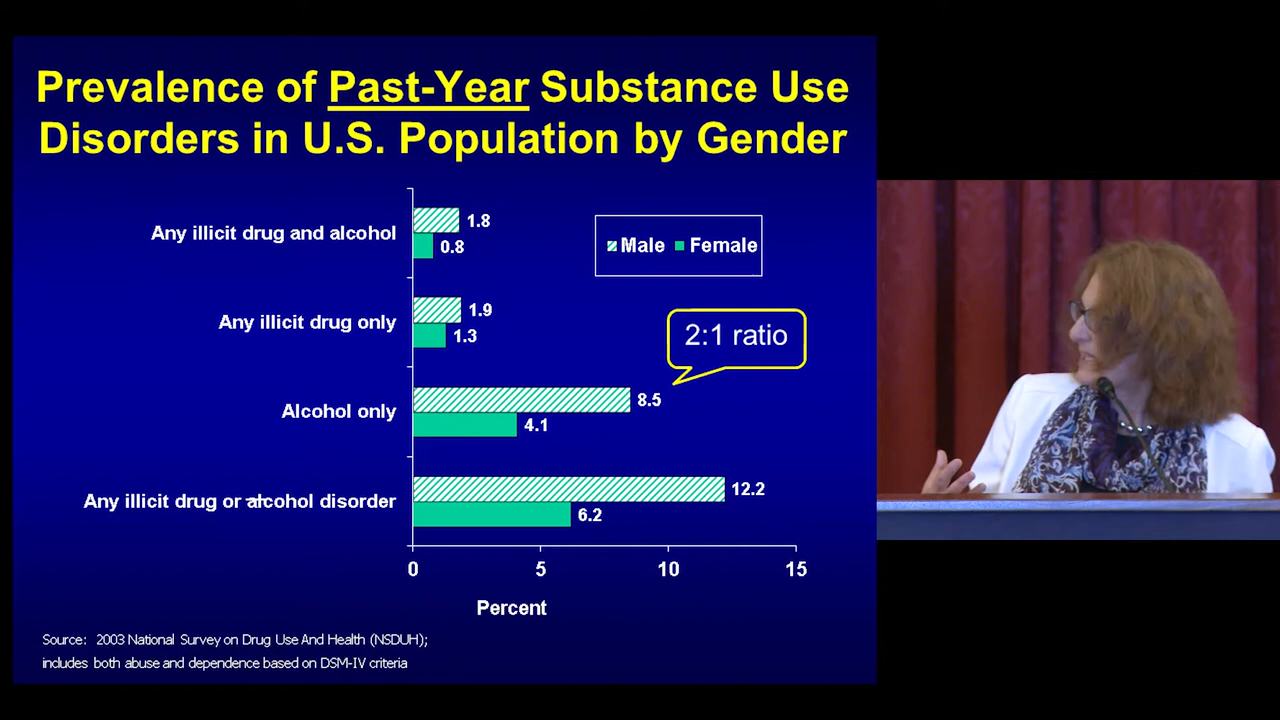 Prevalence of Past-Year Substance Use
Disorders in U.S. Population by Gender
Any illicit drug and alcohol
1.8
0.8
Male Female
Any illicit drug only
1.9
1.3
2:1 ratio
Alcohol only
8.5
4.1
Any illicit drug or alcohol disorder
12.2
6.2
0 5 10 15
Percent
Source: 2003 National Survey on Drug Use And Health (NSDUH);
includes both abuse and dependence based on DSM-IV criteria